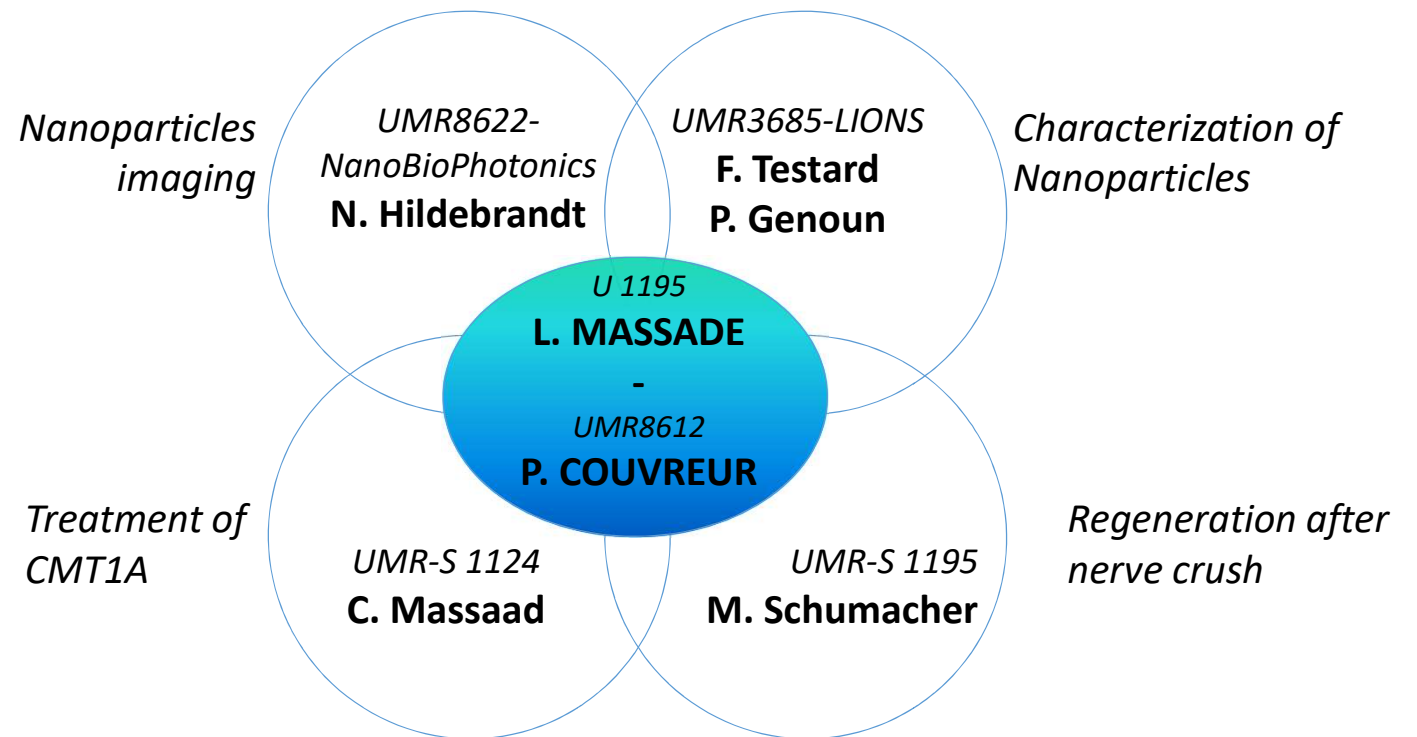 Nanoparticles
imaging
UMR8622-
NanoBioPhotonics
N. Hildebrandt
UMR3685-LIONS
F. Testard
P. Genoun
Characterization of
Nanoparticles
U 1195
L. MASSADE
-
UMR8612
P. COUVREUR
Treatment of
CMT1A
UMR-S 1124
C. Massaad
UMR-S 1195
M. Schumacher
Regeneration after
nerve crush